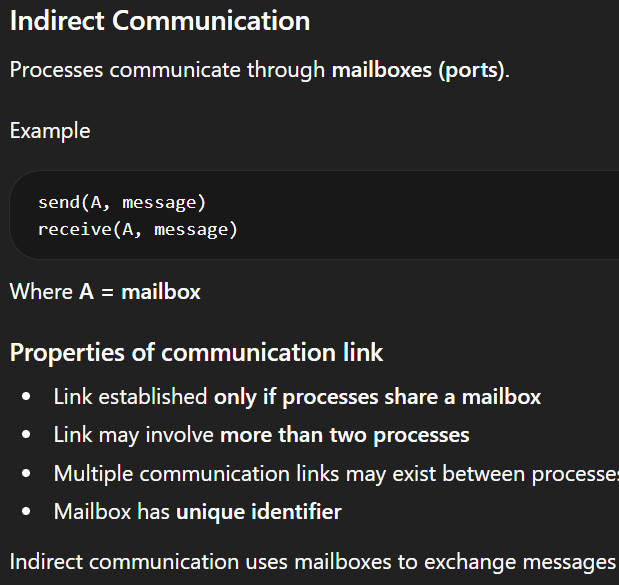 Indirect Communication
Processes communicate through mailboxes (ports).
Example
send(A, message)
receive(A, message)
Where A = mailbox
Properties of communication link
• Link established only if processes share a mailbox
• Link may involve more than two processes
• Multiple communication links may exist between processes
• Mailbox has unique identifier
Indirect communication uses mailboxes to exchange messages